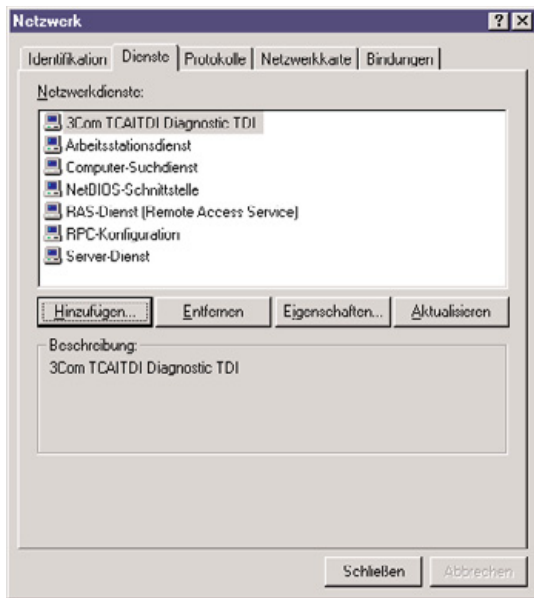 Netzwerk
Identifikation Dienste Protokolle Netzwerkkarte Bindungen
Netzwerkdienste:
3Com TCAITDI Diagnostic TDI
Arbeitsstationsdienst
Computer-Suchdienst
NetBIOS-Schnittstelle
RAS-Dienst (Remote Access Service)
RPC-Konfiguration
Server-Dienst
Hinzufügen... Entfernen Eigenschaften... Aktualisieren
Beschreibung:
3Com TCAITDI Diagnostic TDI
Schließen Abbrechen